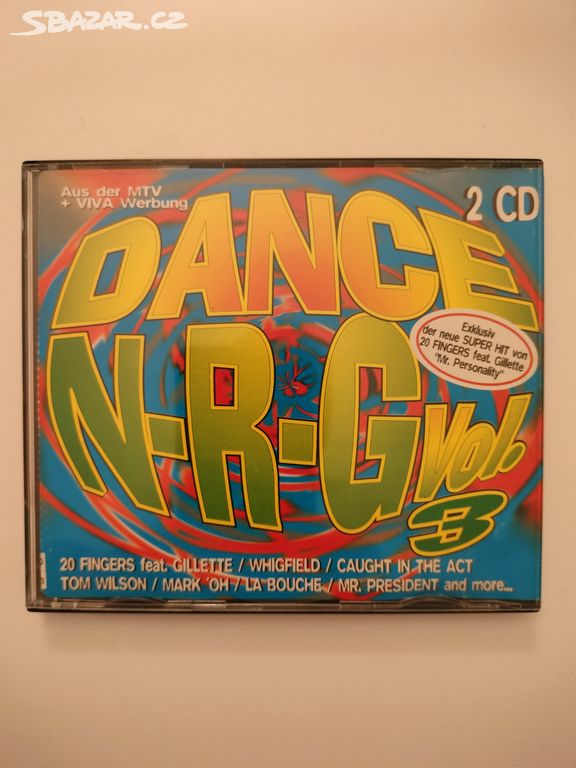 SBAZAR.CZ
Aus der MTV
+ VIVA Werbung
2 CD
DANCE
N-R-G Vol.
3
Exklusiv
der neue SUPER HIT von
20 FINGERS feat. Gillette
"Mr. Personality"
20 FINGERS feat. GILLETTE / WHIGFIELD / CAUGHT IN THE ACT
TOM WILSON / MARK 'OH / LA BOUCHE / MR. PRESIDENT and more...